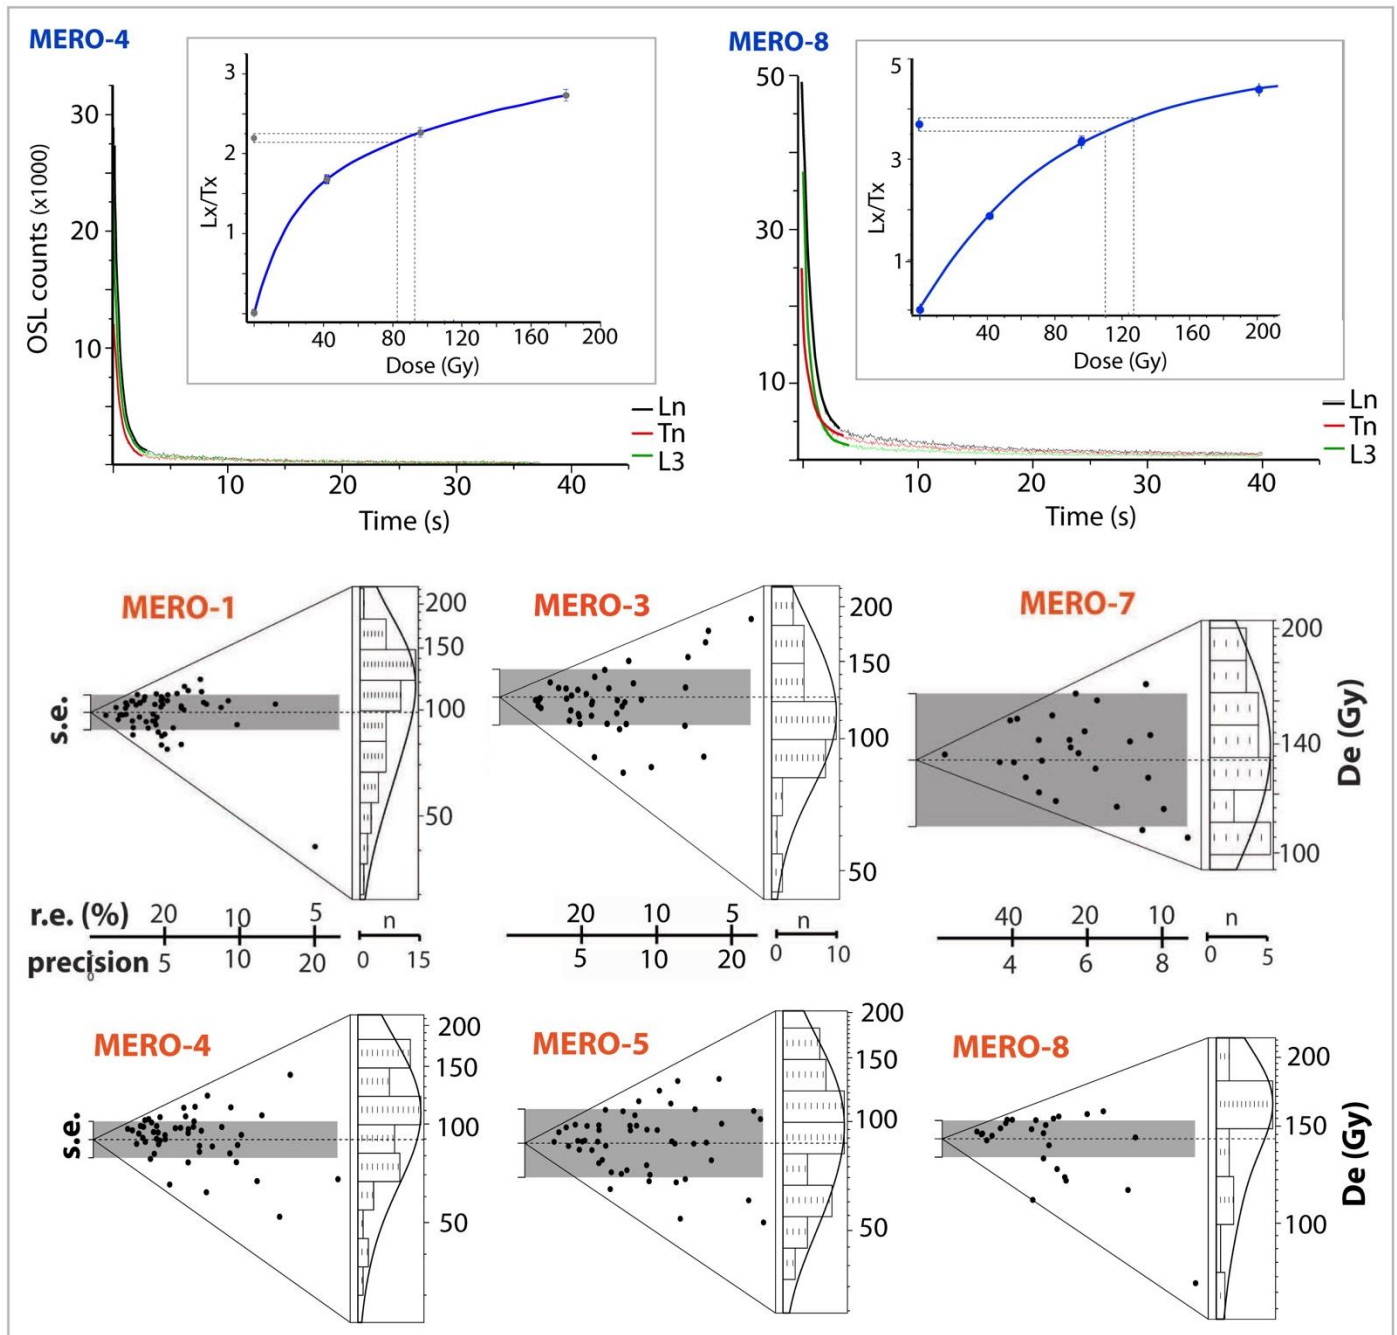 MERO-4
OSL counts (x1000)
30
20
10
10
20
30
40
Time (s)
Lx/Tx
3
2
1
40
80
120
160
200
Dose (Gy)
Ln
Tn
L3
MERO-8
50
30
10
10
20
30
40
Time (s)
Lx/Tx
5
3
1
40
80
120
160
200
Dose (Gy)
Ln
Tn
L3
MERO-1
s.e.
200
150
100
50
r.e. (%) 20 10 5
precision 5 10 20
0
n
0 15
MERO-3
200
150
100
50
20 10 5
5 10 20
n
0 10
MERO-7
200
140
100
De (Gy)
40 20 10
4 6 8
n
0 5
MERO-4
s.e.
200
150
100
50
MERO-5
200
150
100
50
MERO-8
200
150
100
De (Gy)